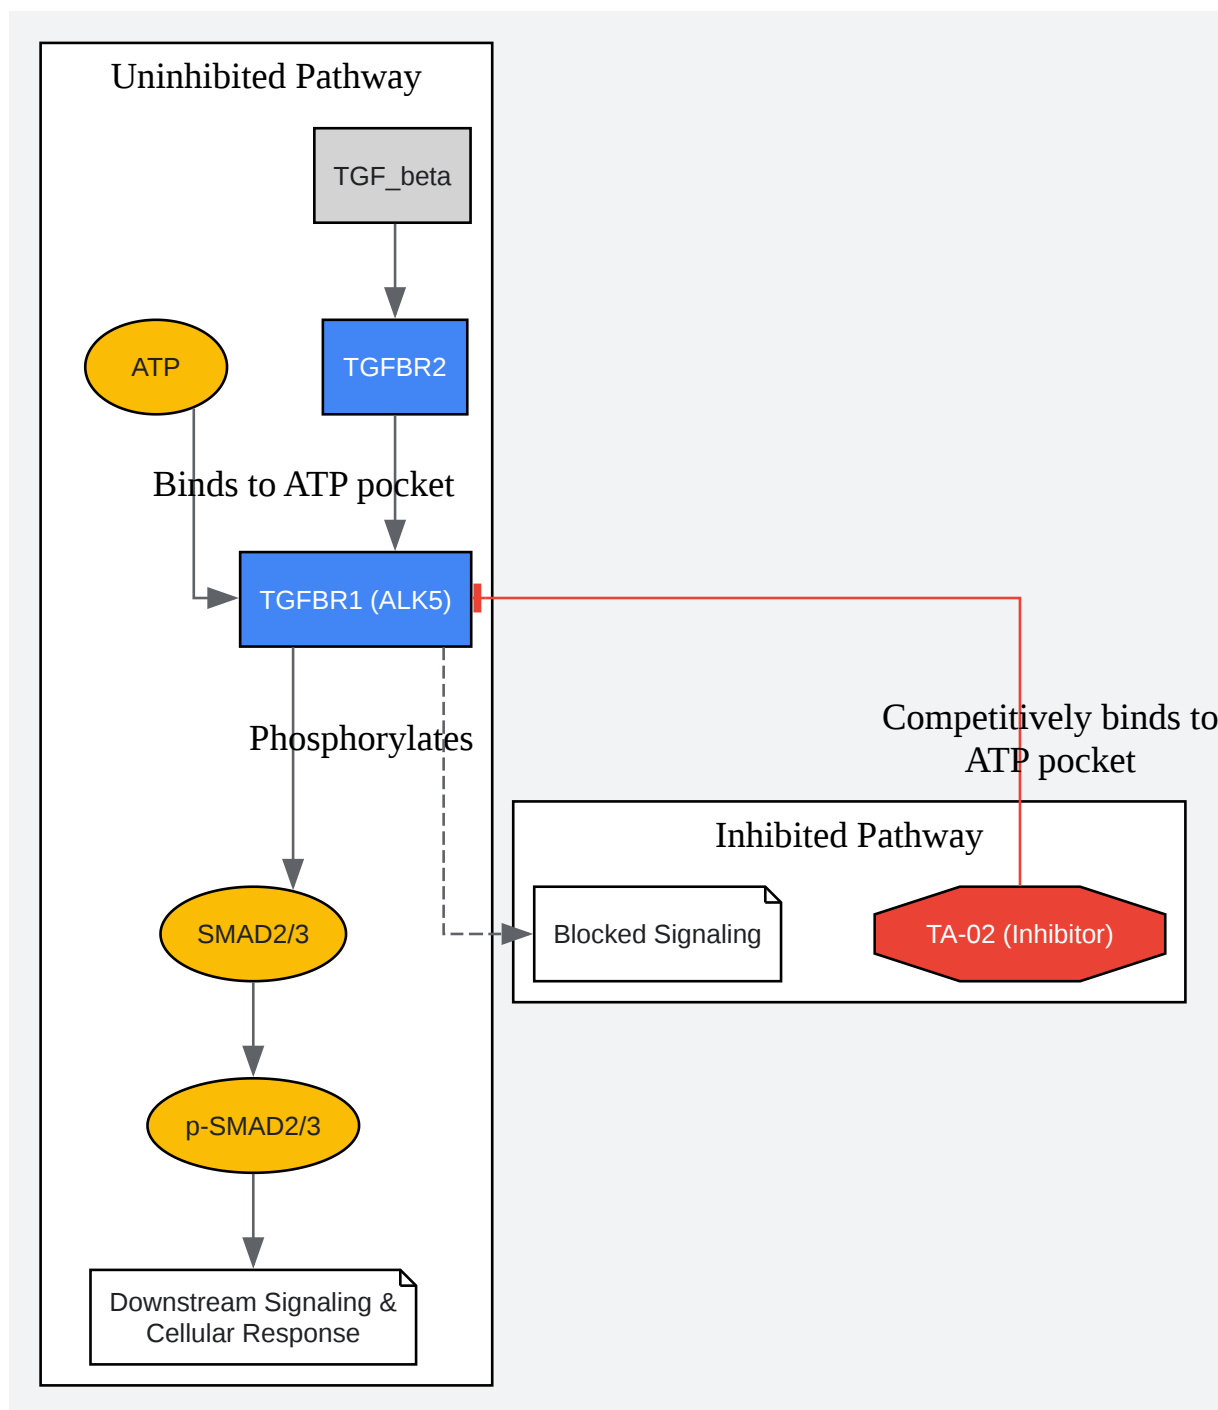 Uninhibited Pathway
TGF_beta
ATP
TGFBR2
Binds to ATP pocket
TGFBR1 (ALK5)
Phosphorylates
Competitively binds to
ATP pocket
Inhibited Pathway
SMAD2/3
Blocked Signaling
TA-02 (Inhibitor)
p-SMAD2/3
Downstream Signaling &
Cellular Response